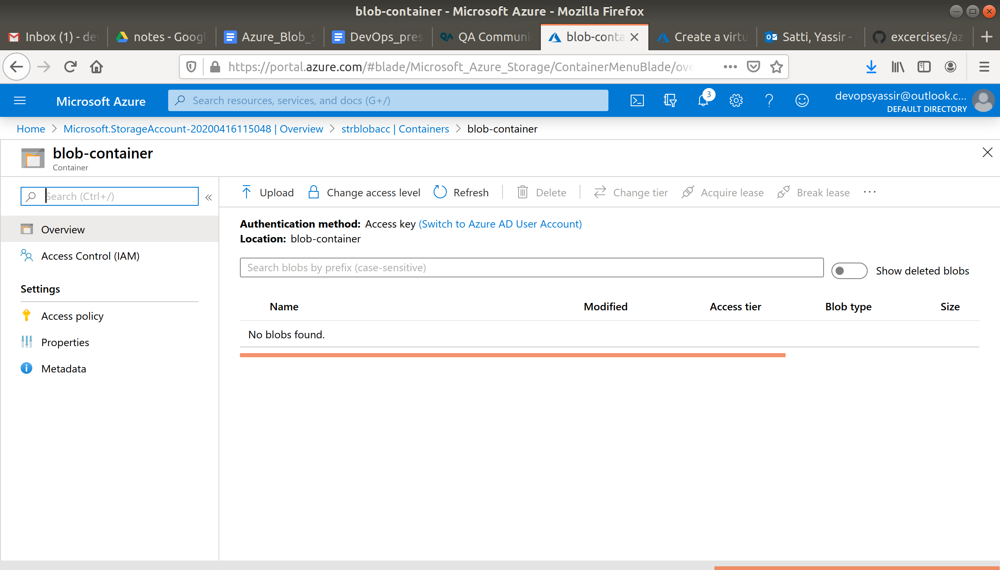 blob-container - Microsoft Azure - Mozilla Firefox
Inbox (1) - dev
notes - Googl
Azure_Blob_s
DevOps_pres
QA Communi
blob-conta
Create a virtu
Satti, Yassir -
excercises/az
https://portal.azure.com/#blade/Microsoft_Azure_Storage/ContainerMenuBlade/ove
Microsoft Azure
Search resources, services, and docs (G+/)
3
devopsyassir@outlook.c...
DEFAULT DIRECTORY
Home > Microsoft.StorageAccount-20200416115048 | Overview > strblobacc | Containers > blob-container
blob-container
Container
Search (Ctrl+/)
«
Upload
Change access level
Refresh
Delete
Change tier
Acquire lease
Break lease
...
Overview
Access Control (IAM)
Settings
Access policy
Properties
Metadata
Authentication method: Access key (Switch to Azure AD User Account)
Location: blob-container
Search blobs by prefix (case-sensitive)
Show deleted blobs
Name Modified Access tier Blob type Size
No blobs found.